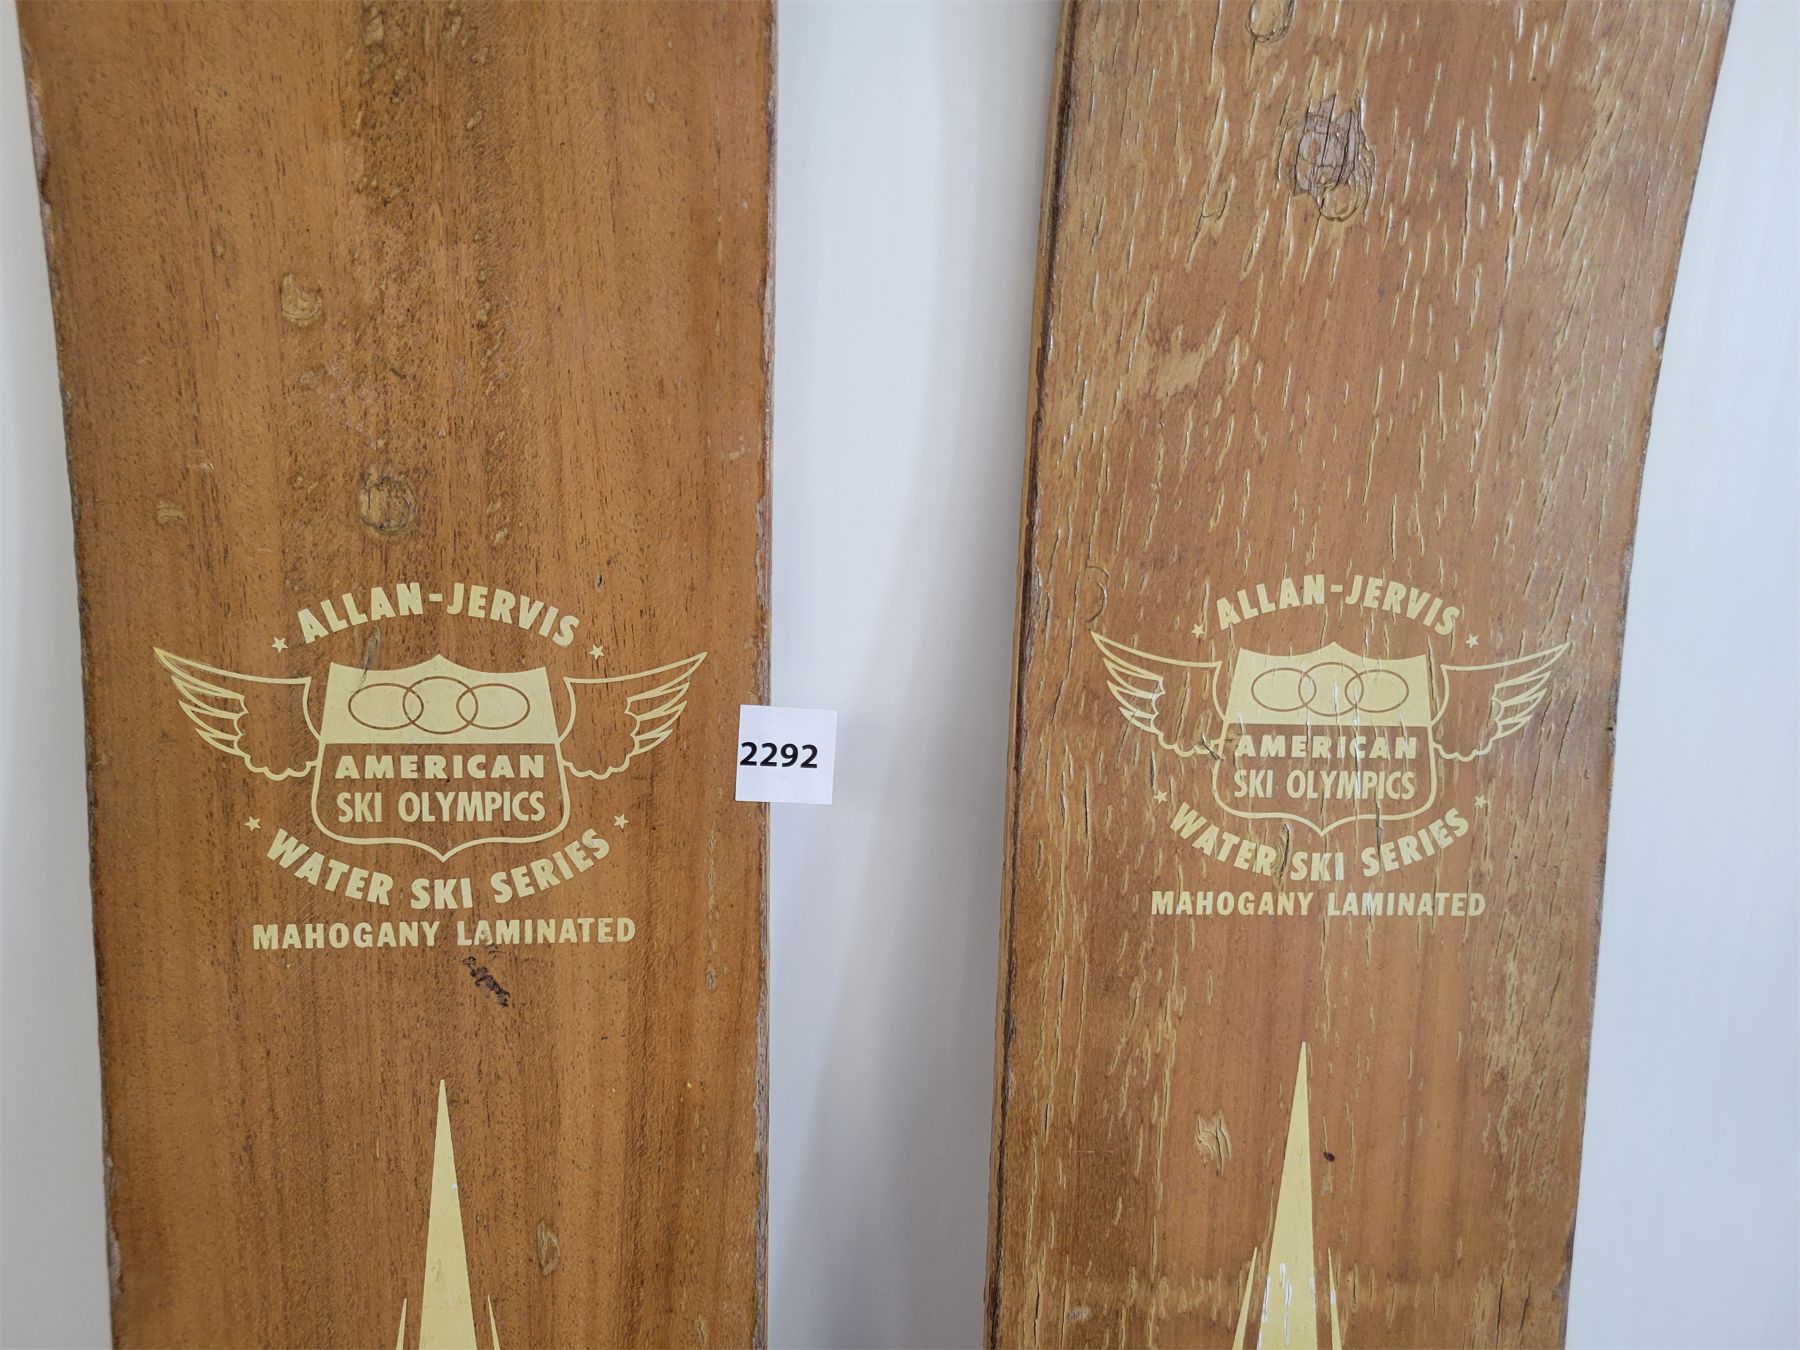 ALLAN-JERVIS
AMERICAN
SKI OLYMPICS
WATER SKI SERIES
MAHOGANY LAMINATED
2292
ALLAN-JERVIS
AMERICAN
SKI OLYMPICS
WATER SKI SERIES
MAHOGANY LAMINATED